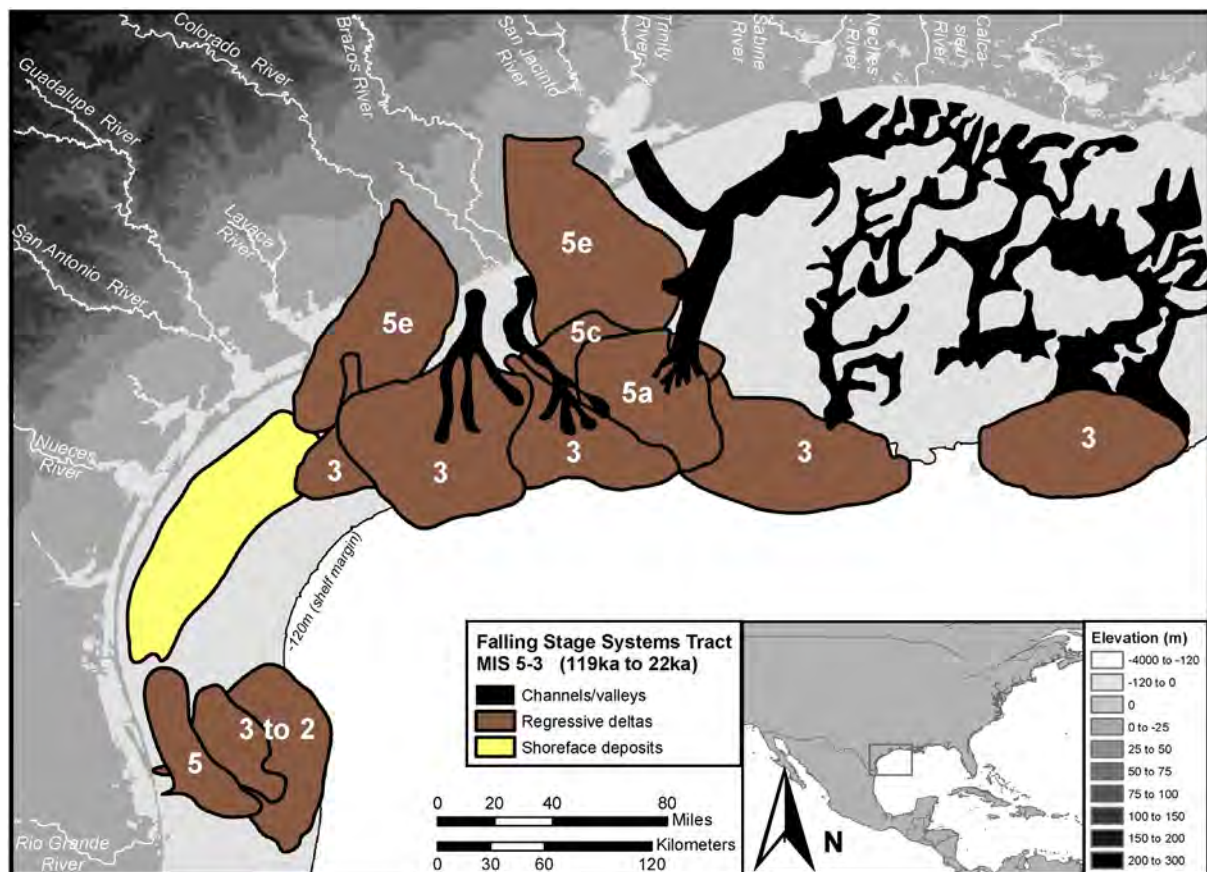 Colorado River
Brazos River
San Jacinto
River
Trinity
River
Sabine
River
Neches
River
Calca-
sieu
River
Guadalupe River
Lavaca
River
San Antonio River
Nueces
River
Rio Grande
River
5e
5e
5c
5a
3
3
3
3
3
3 to 2
5
-120m (shelf margin)
Falling Stage Systems Tract
MIS 5-3 (119ka to 22ka)
Channels/valleys
Regressive deltas
Shoreface deposits
0 20 40 80
Miles
Kilometers
0 30 60 120
N
Elevation (m)
-4000 to -120
-120 to 0
0
0 to -25
25 to 50
50 to 75
75 to 100
100 to 150
150 to 200
200 to 300